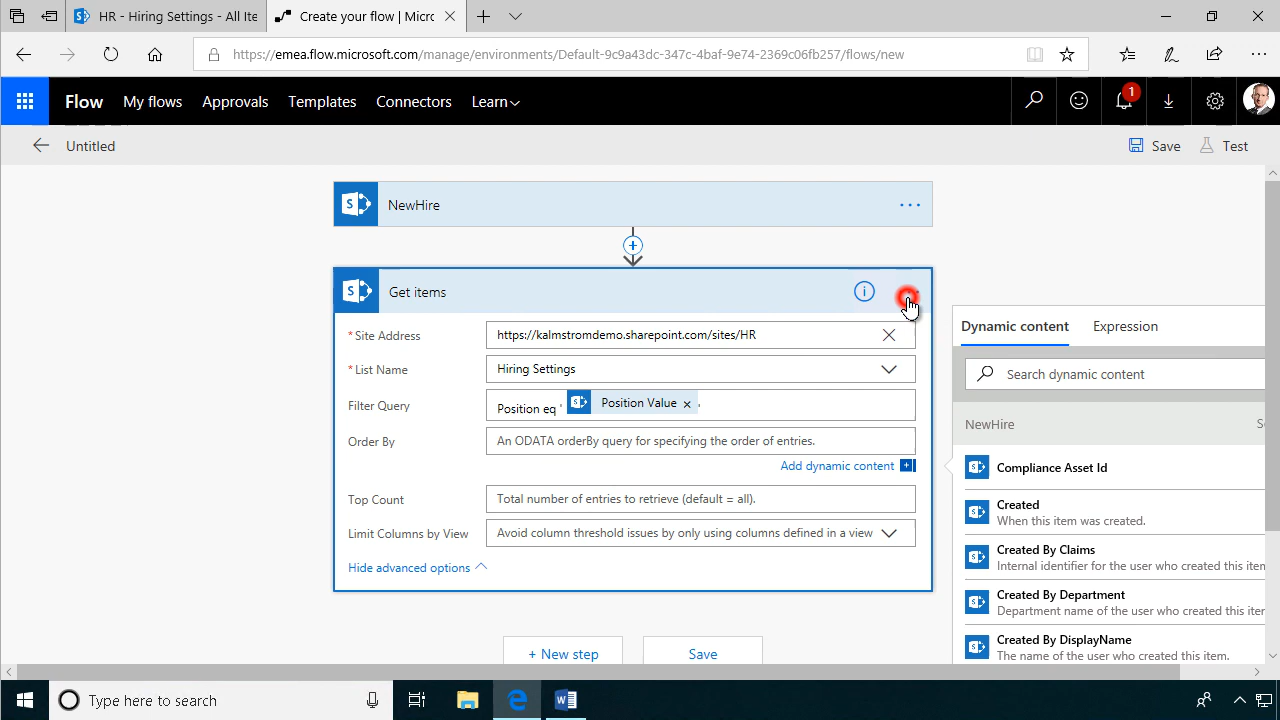 HR - Hiring Settings - All Ite
Create your flow | Micrc
https://emea.flow.microsoft.com/manage/environments/Default-9c9a43dc-347c-4baf-9e74-2369c06fb257/flows/new
Flow My flows Approvals Templates Connectors Learn
1
Untitled
Save Test
NewHire
Get items
* Site Address https://kalmstromdemo.sharepoint.com/sites/HR
* List Name Hiring Settings
Filter Query Position eq ' Position Value x '
Order By An ODATA orderBy query for specifying the order of entries.
Add dynamic content
Top Count Total number of entries to retrieve (default = all).
Limit Columns by View Avoid column threshold issues by only using columns defined in a view
Hide advanced options
+ New step Save
Dynamic content Expression
Search dynamic content
NewHire
Compliance Asset Id
Created
When this item was created.
Created By Claims
Internal identifier for the user who created this iten
Created By Department
Department name of the user who created this iter
Created By DisplayName
The name of the user who created this item.
Type here to search